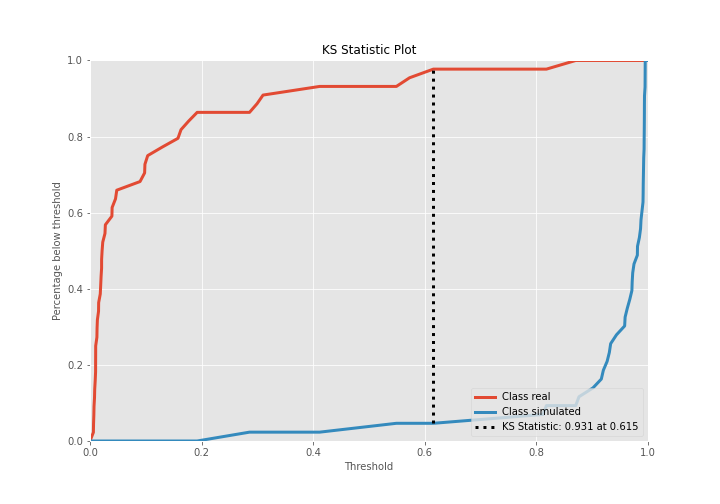 KS Statistic Plot
1.0
0.8
0.6
0.4
0.2
0.0
Percentage below threshold
Class real
Class simulated
KS Statistic: 0.931 at 0.615
0.0 0.2 0.4 0.6 0.8 1.0
Threshold